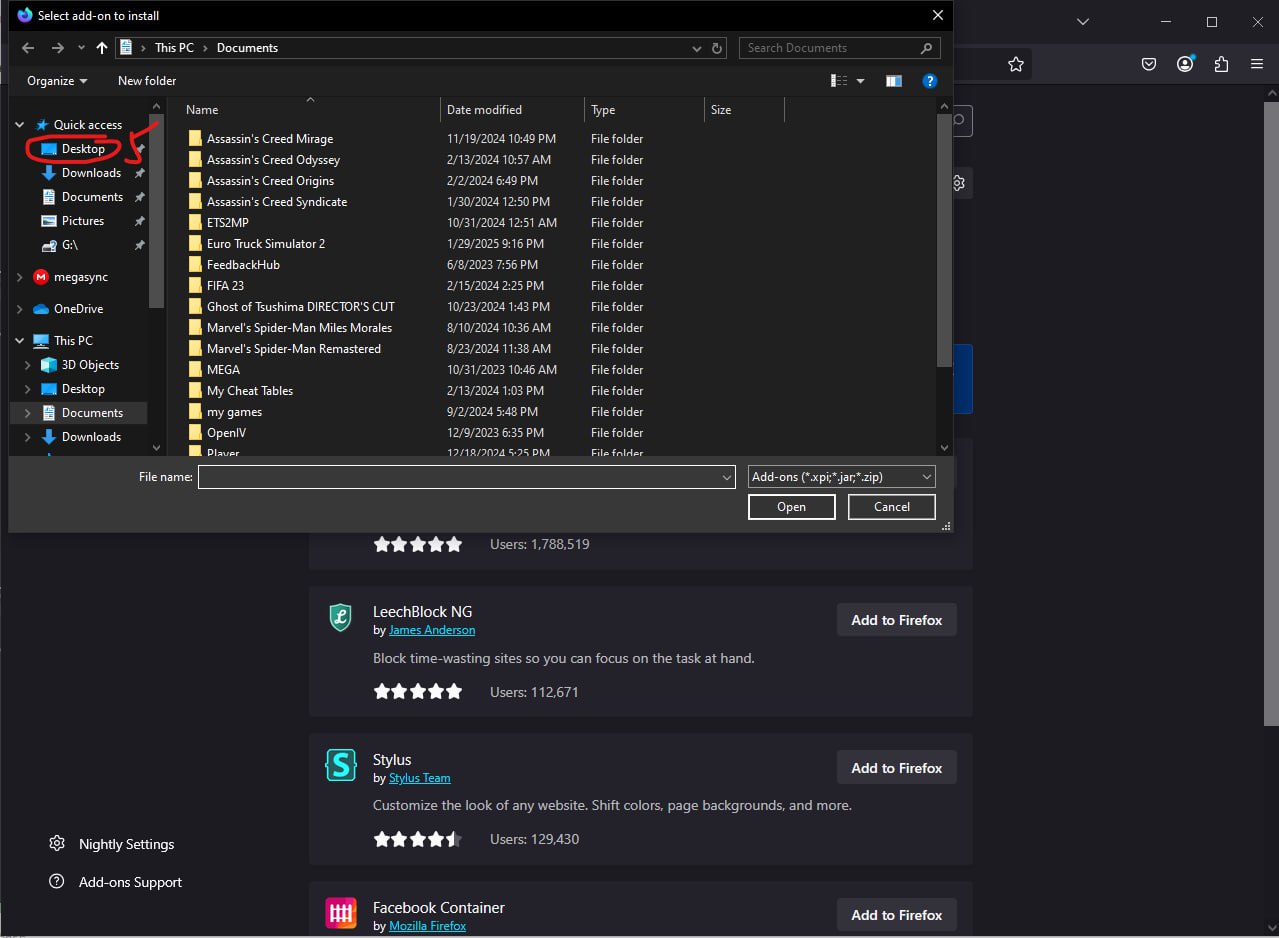 Select add-on to install
This PC > Documents
Search Documents
Organize
New folder
Name
Date modified
Type
Size
Quick access
Desktop
5
Downloads
Documents
Pictures
G:\
megasync
OneDrive
This PC
3D Objects
Desktop
Documents
Downloads
Assassin's Creed Mirage 11/19/2024 10:49 PM File folder
Assassin's Creed Odyssey 2/13/2024 10:57 AM File folder
Assassin's Creed Origins 2/2/2024 6:49 PM File folder
Assassin's Creed Syndicate 1/30/2024 12:50 PM File folder
ETS2MP 10/31/2024 12:51 AM File folder
Euro Truck Simulator 2 1/29/2025 9:16 PM File folder
FeedbackHub 6/8/2023 7:56 PM File folder
FIFA 23 2/15/2024 2:25 PM File folder
Ghost of Tsushima DIRECTOR'S CUT 10/23/2024 1:43 PM File folder
Marvel's Spider-Man Miles Morales 8/10/2024 10:36 AM File folder
Marvel's Spider-Man Remastered 8/23/2024 11:38 AM File folder
MEGA 10/31/2023 10:46 AM File folder
My Cheat Tables 2/13/2024 1:03 PM File folder
my games 9/2/2024 5:48 PM File folder
OpenIV 12/9/2023 6:35 PM File folder
Player 12/18/2024 5:25 PM File folder
File name:
Add-ons (*.xpi;*.jar;*.zip)
Open
Cancel
Users: 1,788,519
LeechBlock NG
by James Anderson
Add to Firefox
Block time-wasting sites so you can focus on the task at hand.
Users: 112,671
Stylus
by Stylus Team
Add to Firefox
Customize the look of any website. Shift colors, page backgrounds, and more.
Users: 129,430
Nightly Settings
Add-ons Support
Facebook Container
by Mozilla Firefox
Add to Firefox